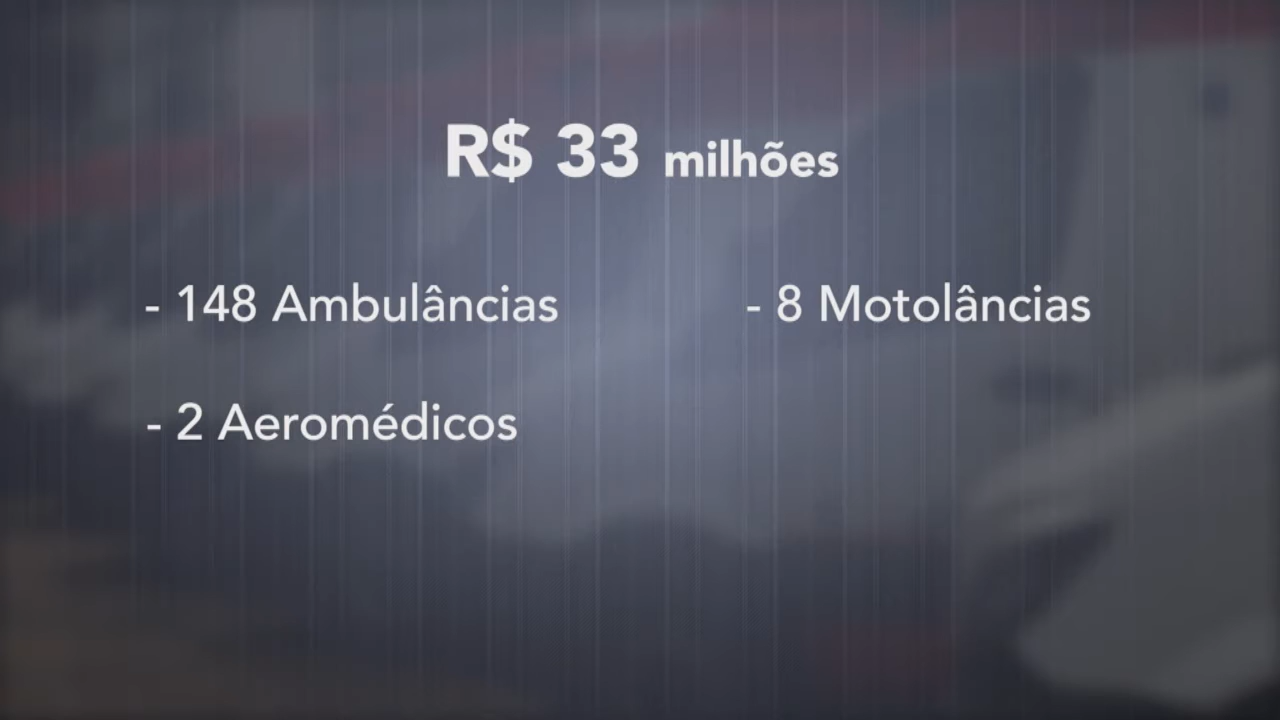 R$ 33 milhões
- 148 Ambulâncias
- 8 Motolâncias
- 2 Aeromédicos